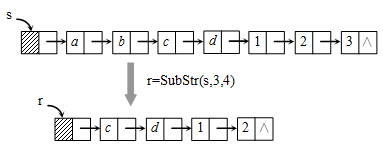 s
a b c d 1 2 3 ∧
r=SubStr(s,3,4)
r
c d 1 2 ∧